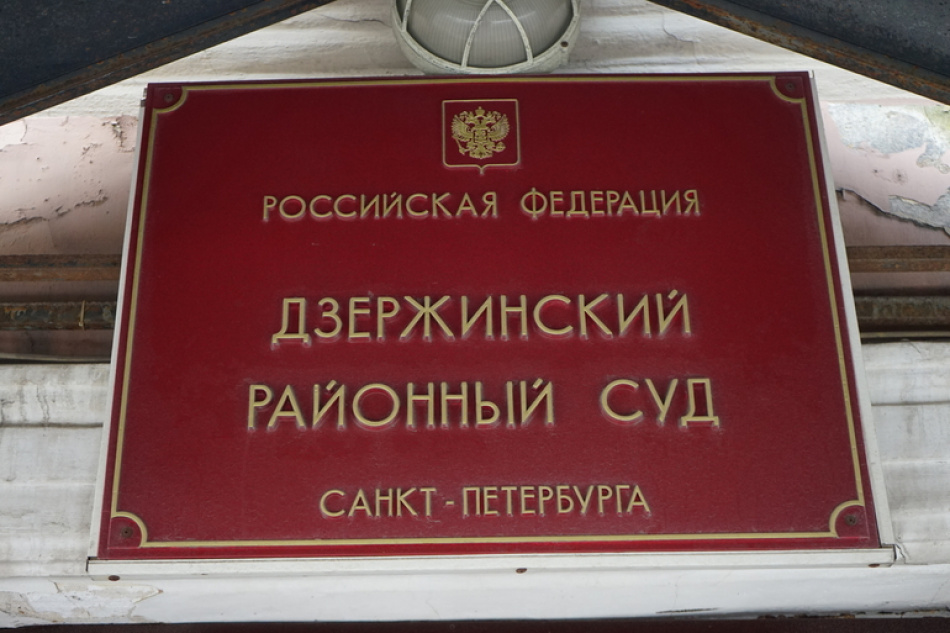 РОССИЙСКАЯ ФЕДЕРАЦИЯ
ДЗЕРЖИНСКИЙ
РАЙОННЫЙ СУД
САНКТ-ПЕТЕРБУРГА